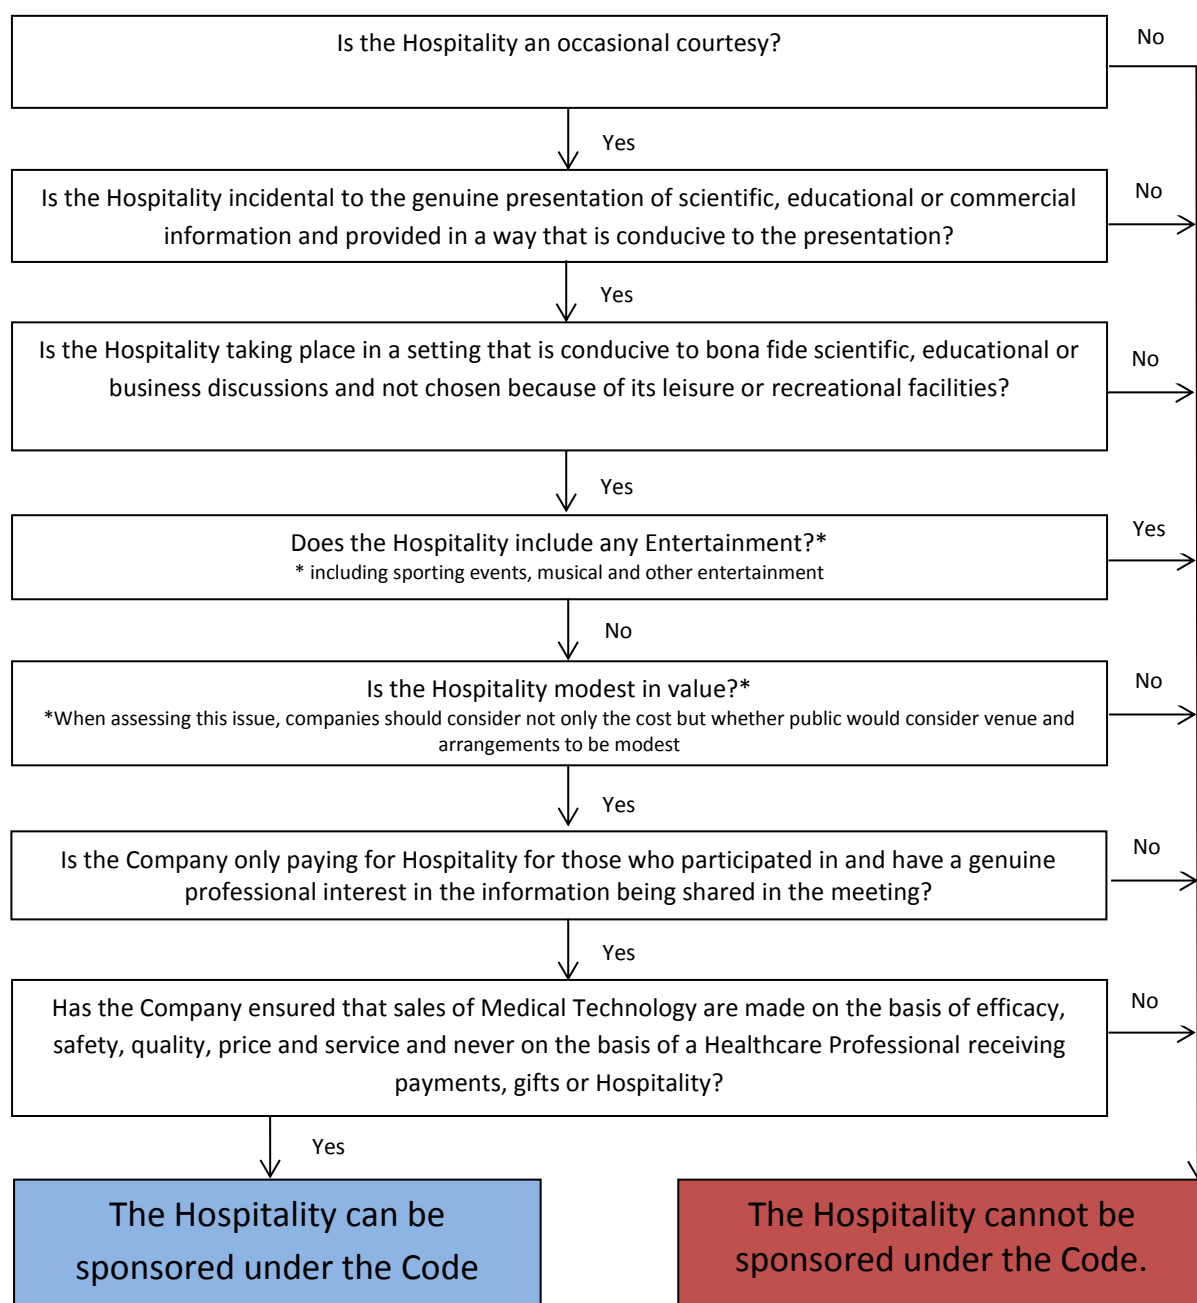 Is the Hospitality an occasional courtesy?
No
Yes
Is the Hospitality incidental to the genuine presentation of scientific, educational or commercial
information and provided in a way that is conducive to the presentation?
No
Yes
Is the Hospitality taking place in a setting that is conducive to bona fide scientific, educational or
business discussions and not chosen because of its leisure or recreational facilities?
No
Yes
Does the Hospitality include any Entertainment?*
* including sporting events, musical and other entertainment
Yes
No
Is the Hospitality modest in value?*
*When assessing this issue, companies should consider not only the cost but whether public would consider venue and
arrangements to be modest
No
Yes
Is the Company only paying for Hospitality for those who participated in and have a genuine
professional interest in the information being shared in the meeting?
No
Yes
Has the Company ensured that sales of Medical Technology are made on the basis of efficacy,
safety, quality, price and service and never on the basis of a Healthcare Professional receiving
payments, gifts or Hospitality?
No
Yes
The Hospitality can be
sponsored under the Code
The Hospitality cannot be
sponsored under the Code.